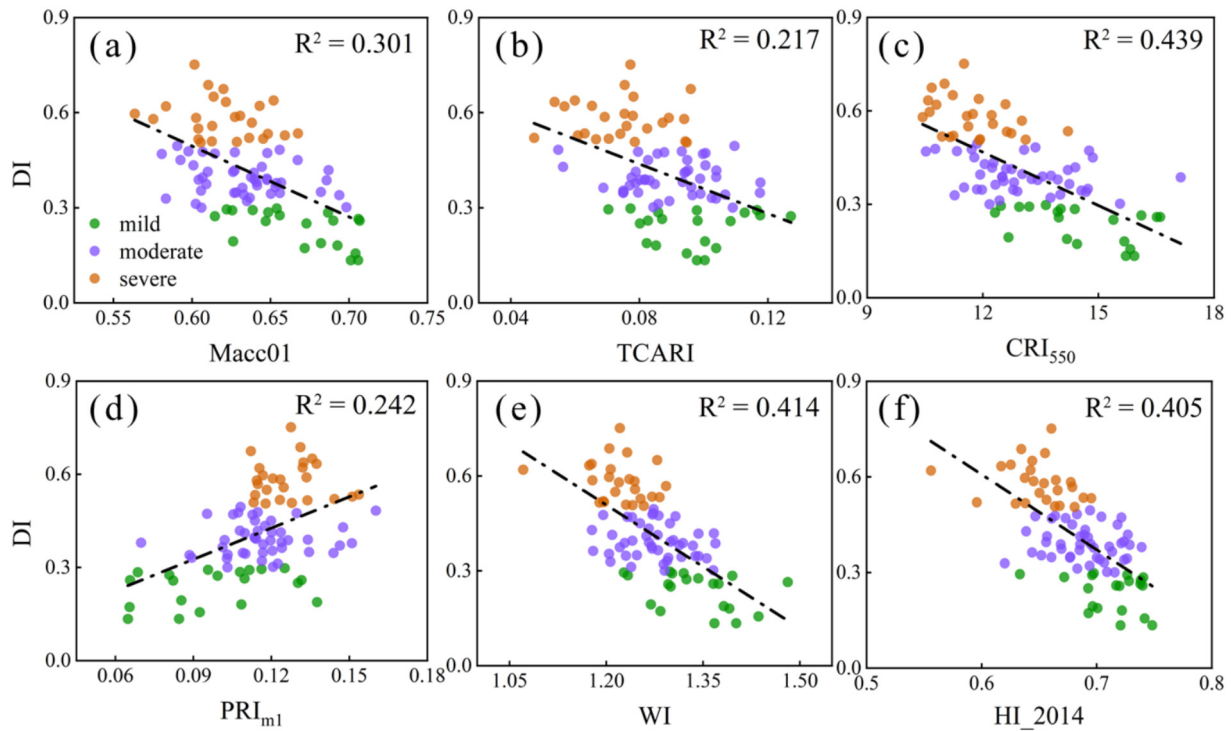 0.9
(a)
R² = 0.301
DI
0.6
0.3
0.0
mild
moderate
severe
0.55
0.60
0.65
0.70
0.75
Macc01
0.9
(b)
R² = 0.217
0.6
0.3
0.0
0.04
0.08
0.12
TCARI
0.9
(c)
R² = 0.439
0.6
0.3
0.0
9
12
15
18
CRI₅₅₀
0.9
(d)
R² = 0.242
DI
0.6
0.3
0.0
0.06
0.09
0.12
0.15
0.18
PRIₘ₁
0.9
(e)
R² = 0.414
0.6
0.3
0.0
1.05
1.20
1.35
1.50
WI
0.9
(f)
R² = 0.405
0.6
0.3
0.0
0.5
0.6
0.7
0.8
HI_2014